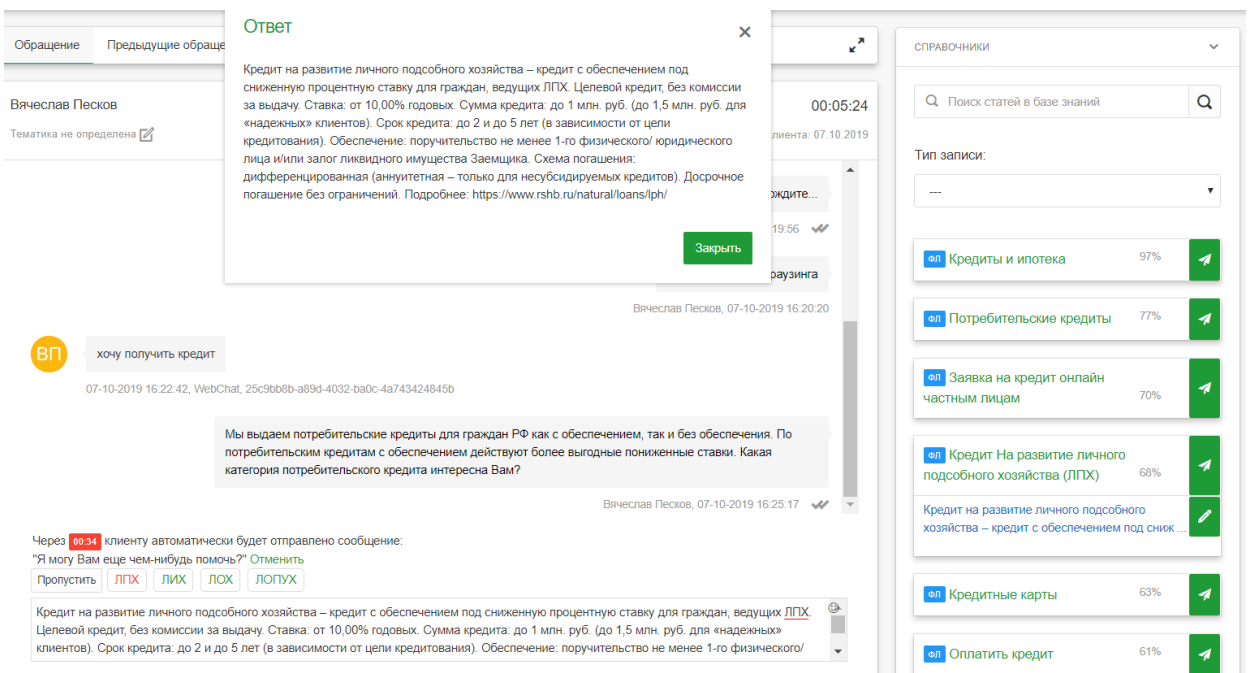 Обращение
Предыдущие обраще
Вячеслав Песков
00:05:24
Тематика не определена
лиента: 07.10.2019
Ответ
Кредит на развитие личного подсобного хозяйства – кредит с обеспечением под
сниженную процентную ставку для граждан, ведущих ЛПХ. Целевой кредит, без комиссии
за выдачу. Ставка: от 10,00% годовых. Сумма кредита: до 1 млн. руб. (до 1,5 млн. руб. для
«надежных» клиентов). Срок кредита: до 2 и до 5 лет (в зависимости от цели
кредитования). Обеспечение: поручительство не менее 1-го физического/ юридического
лица и/или залог ликвидного имущества Заемщика. Схема погашения:
дифференцированная (аннуитетная – только для несубсидируемых кредитов). Досрочное
погашение без ограничений. Подробнее: https://www.rshb.ru/natural/loans/lph/
Закрыть
ождите...
19:56
раузинга
Вячеслав Песков, 07-10-2019 16:20:20
ВП
хочу получить кредит
07-10-2019 16:22:42, WebChat, 25c9bb8b-a89d-4032-ba0c-4a743424845b
Мы выдаем потребительские кредиты для граждан РФ как с обеспечением, так и без обеспечения. По
потребительским кредитам с обеспечением действуют более выгодные пониженные ставки. Какая
категория потребительского кредита интересна Вам?
Вячеслав Песков, 07-10-2019 16:25:17
Через 00:34 клиенту автоматически будет отправлено сообщение:
"Я могу Вам еще чем-нибудь помочь?" Отменить
Пропустить ЛПХ ЛИХ ЛОХ ЛОПУХ
Кредит на развитие личного подсобного хозяйства – кредит с обеспечением под сниженную процентную ставку для граждан, ведущих ЛПХ.
Целевой кредит, без комиссии за выдачу. Ставка: от 10,00% годовых. Сумма кредита: до 1 млн. руб. (до 1,5 млн. руб. для «надежных»
клиентов). Срок кредита: до 2 и до 5 лет (в зависимости от цели кредитования). Обеспечение: поручительство не менее 1-го физического/
СПРАВОЧНИКИ
Поиск статей в базе знаний
Тип записи:
---
ФЛ Кредиты и ипотека 97%
ФЛ Потребительские кредиты 77%
ФЛ Заявка на кредит онлайн
частным лицам 70%
ФЛ Кредит На развитие личного
подсобного хозяйства (ЛПХ) 68%
Кредит на развитие личного подсобного
хозяйства – кредит с обеспечением под сниж ...
ФЛ Кредитные карты 63%
ФЛ Оплатить кредит 61%